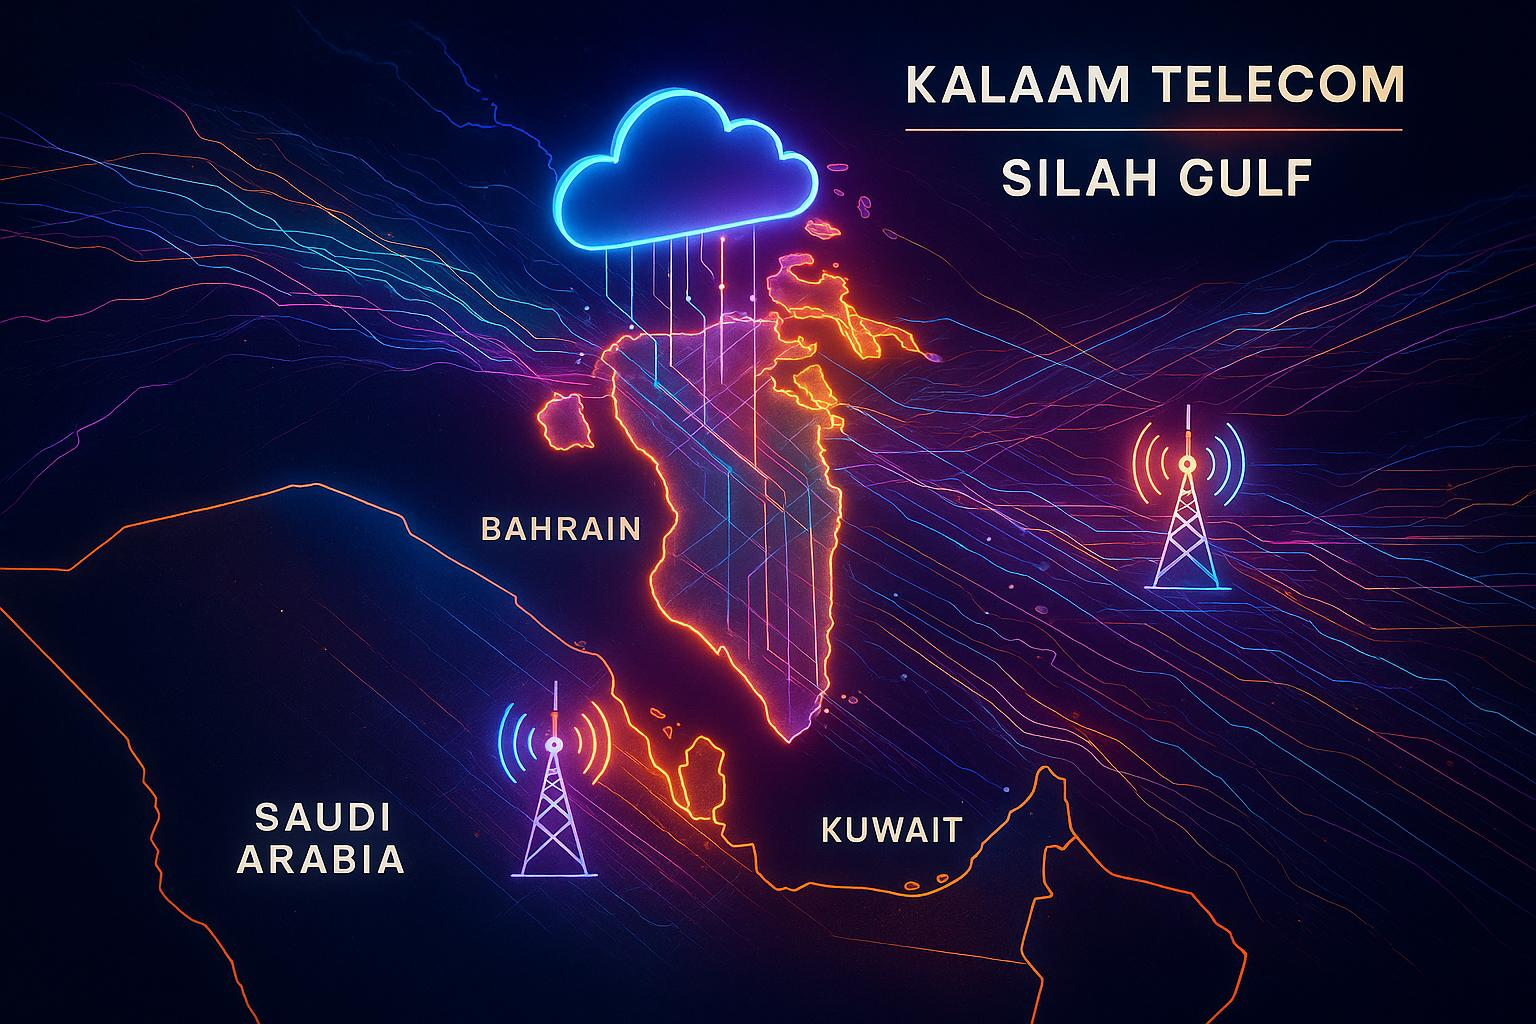 KALAAM TELECOM
SILAH GULF
BAHRAIN
SAUDI
ARABIA
KUWAIT